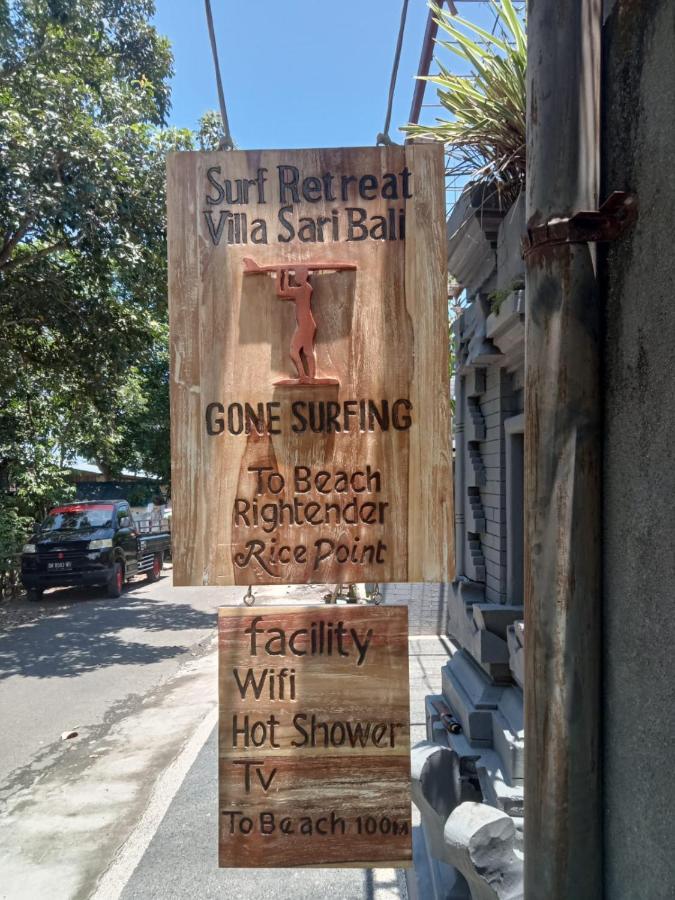 Surf Retreat
Villa Sari Bali
GONE SURFING
To Beach
Rightender
Rice Point
facility
Wifi
Hot Shower
Tv
To Beach 100M